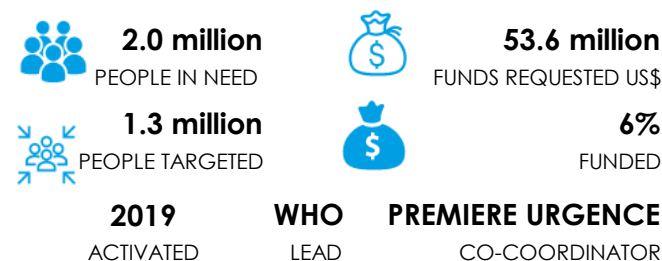 2.0 million
PEOPLE IN NEED
53.6 million
FUNDS REQUESTED US$
1.3 million
PEOPLE TARGETED
6%
FUNDED
2019
ACTIVATED
WHO
LEAD
PREMIERE URGENCE
CO-COORDINATOR